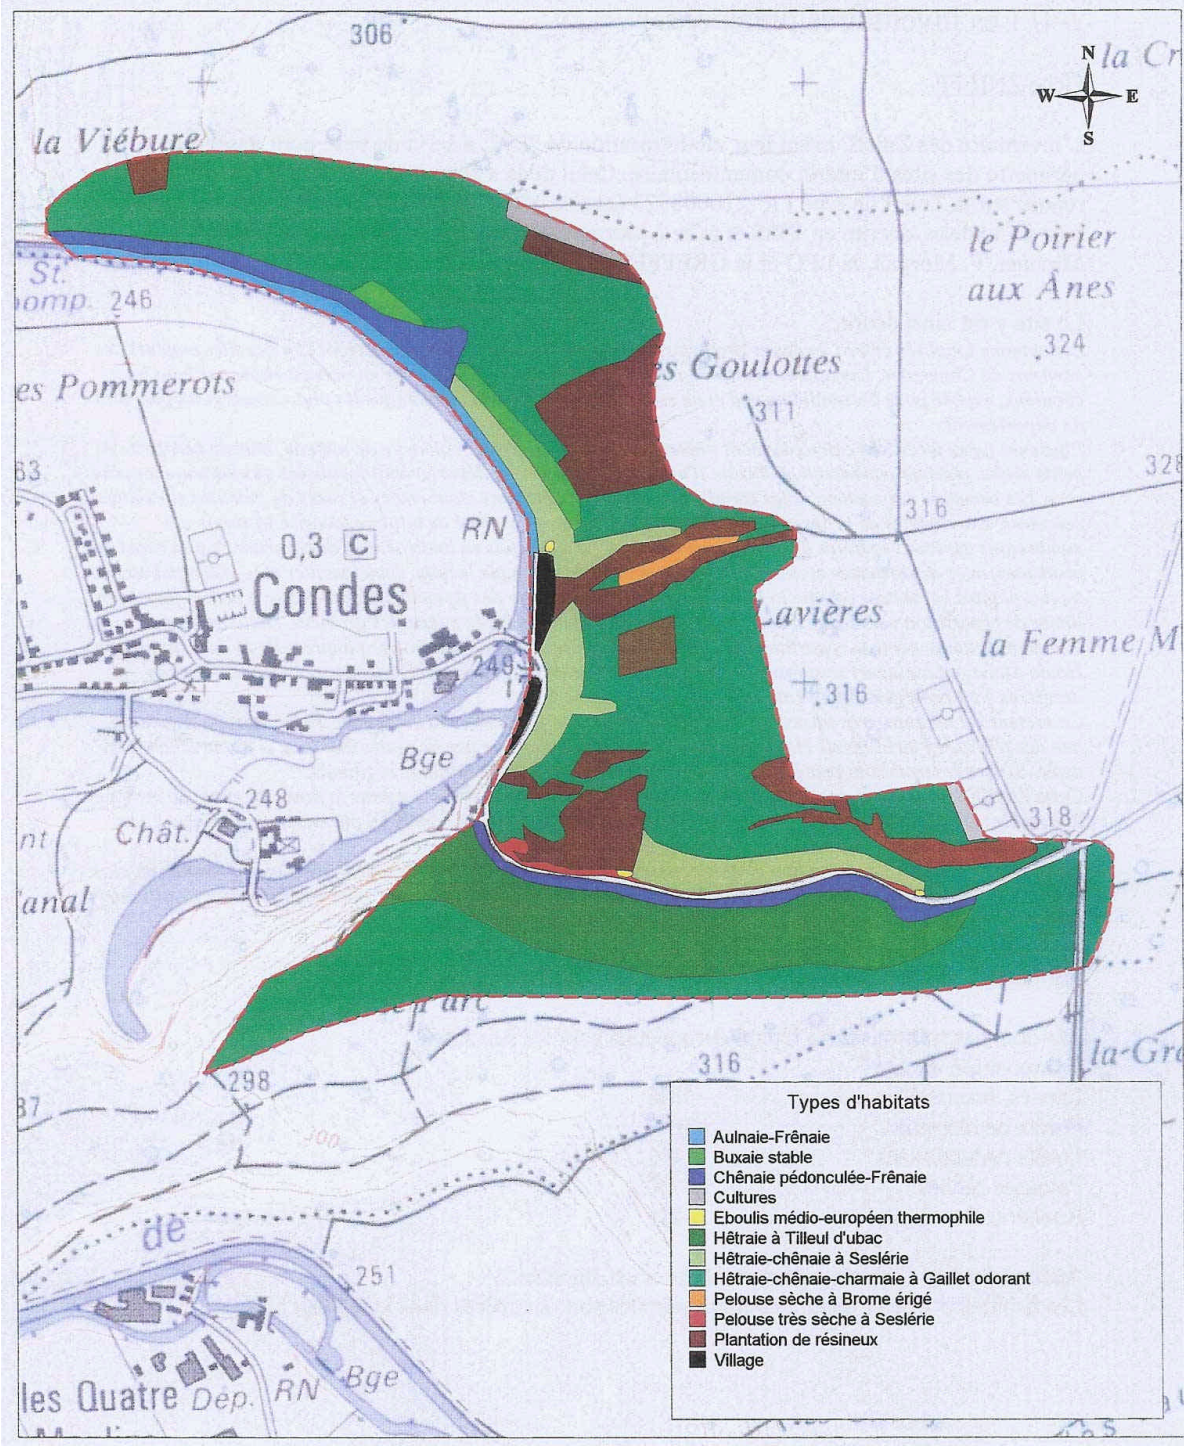 306
N
la Cr
W E
S
la Viébure
le Poirier
aux Ânes
St.
omp. 246
324
es Goulottes
es Pommerots
311
63
328
316
RN
0,3 C
Condes
Lavières
la Femme M
249
316
Bge
248
Chât.
318
nt
anal
Parc
316
la Gr
298
37
300
Types d'habitats
Aulnaie-Frênaie
Buxaie stable
Chênaie pédonculée-Frênaie
Cultures
Eboulis médio-européen thermophile
Hêtraie à Tilleul d'ubac
Hêtraie-chênaie à Seslérie
Hêtraie-chênaie-charmaie à Gaillet odorant
Pelouse sèche à Brome érigé
Pelouse très sèche à Seslérie
Plantation de résineux
Village
de
251
les Quatre Dép. RN Bge